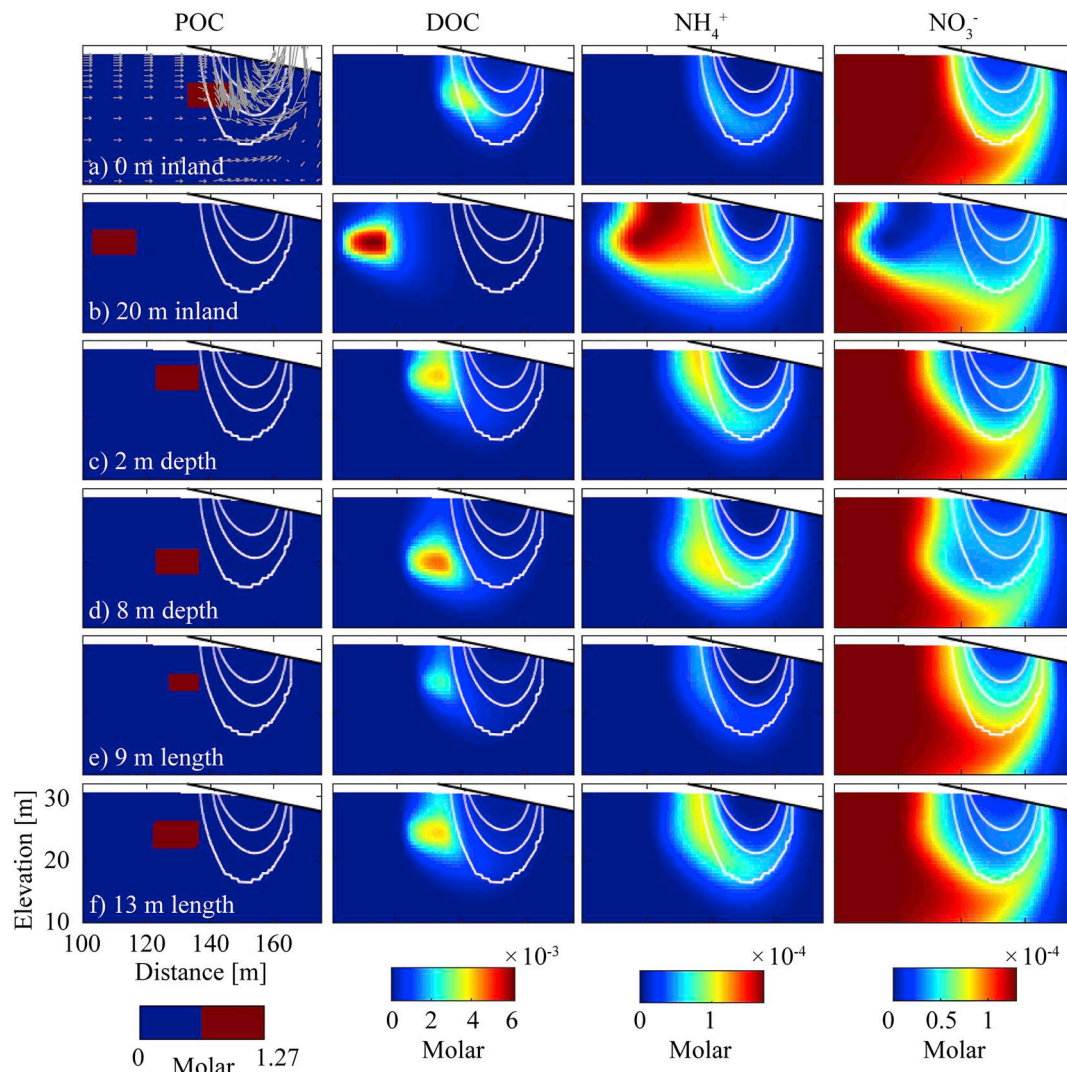 POC DOC NH₄⁺ NO₃⁻
a) 0 m inland
b) 20 m inland
c) 2 m depth
d) 8 m depth
e) 9 m length
f) 13 m length
Elevation [m]
30
20
10
100 120 140 160
Distance [m]
0 1.27
Molar
×10⁻³
0 2 4 6
Molar
×10⁻⁴
0 1
Molar
×10⁻⁴
0 0.5 1
Molar